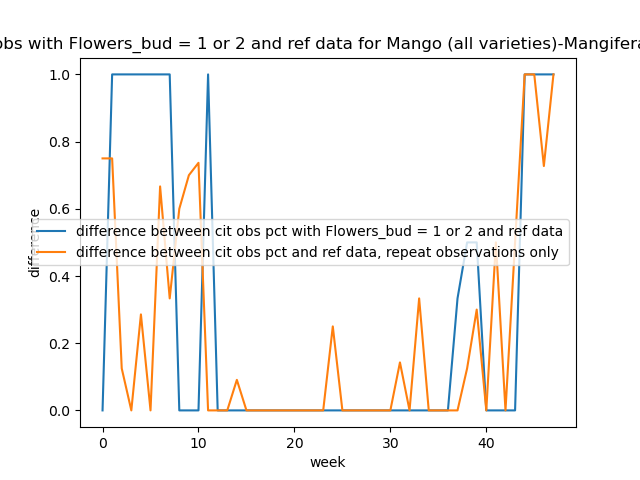 obs with Flowers_bud = 1 or 2 and ref data for Mango (all varieties)-Mangifera
1.0
0.8
0.6
0.4
0.2
0.0
difference
difference between cit obs pct with Flowers_bud = 1 or 2 and ref data
difference between cit obs pct and ref data, repeat observations only
0 10 20 30 40
week